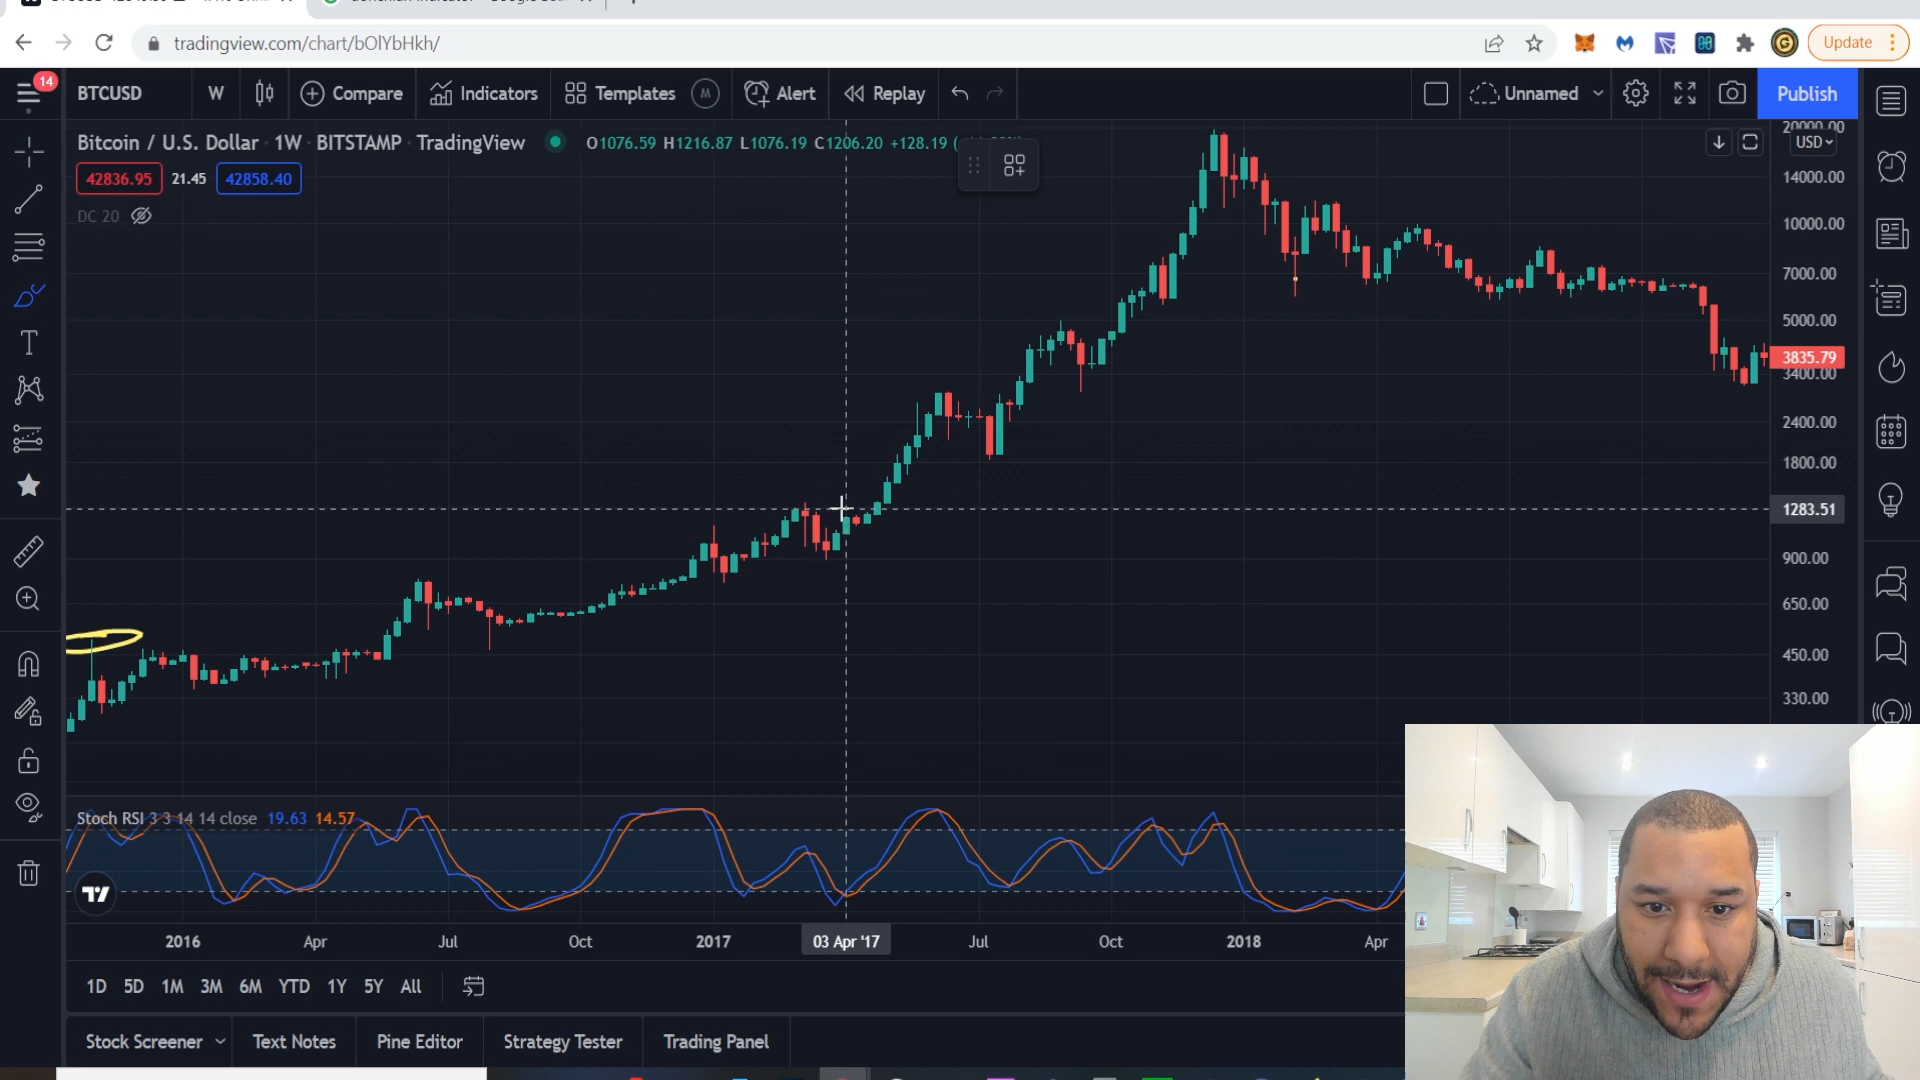 tradingview.com/chart/bOlYbHkh/
Update
14
BTCUSD
W
Compare
Indicators
Templates
M
Alert
Replay
Unnamed
Publish
Bitcoin / U.S. Dollar · 1W · BITSTAMP · TradingView
O1076.59 H1216.87 L1076.19 C1206.20 +128.19
42836.95 21.45 42858.40
DC 20
20000.00
USD
14000.00
10000.00
7000.00
5000.00
3835.79
3400.00
2400.00
1800.00
1283.51
900.00
650.00
450.00
330.00
Stoch RSI 3 3 14 14 close 19.63 14.57
2016 Apr Jul Oct 2017 03 Apr '17 Jul Oct 2018 Apr
1D 5D 1M 3M 6M YTD 1Y 5Y All
Stock Screener Text Notes Pine Editor Strategy Tester Trading Panel